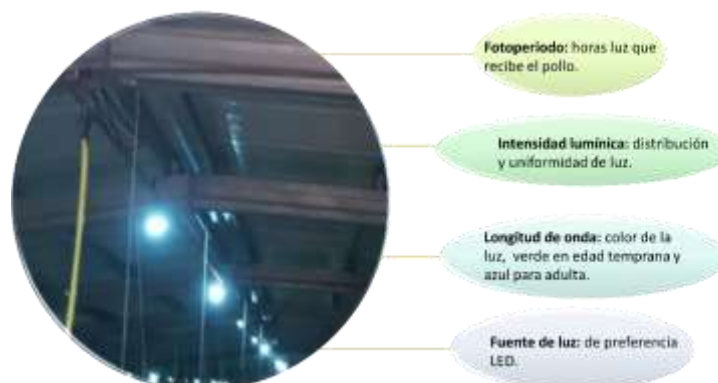 Fotoperiodo: horas luz que
recibe el pollo.
Intensidad lumínica: distribución
y uniformidad de luz.
Longitud de onda: color de la
luz, verde en edad temprana y
azul para adulta.
Fuente de luz: de preferencia
LED.